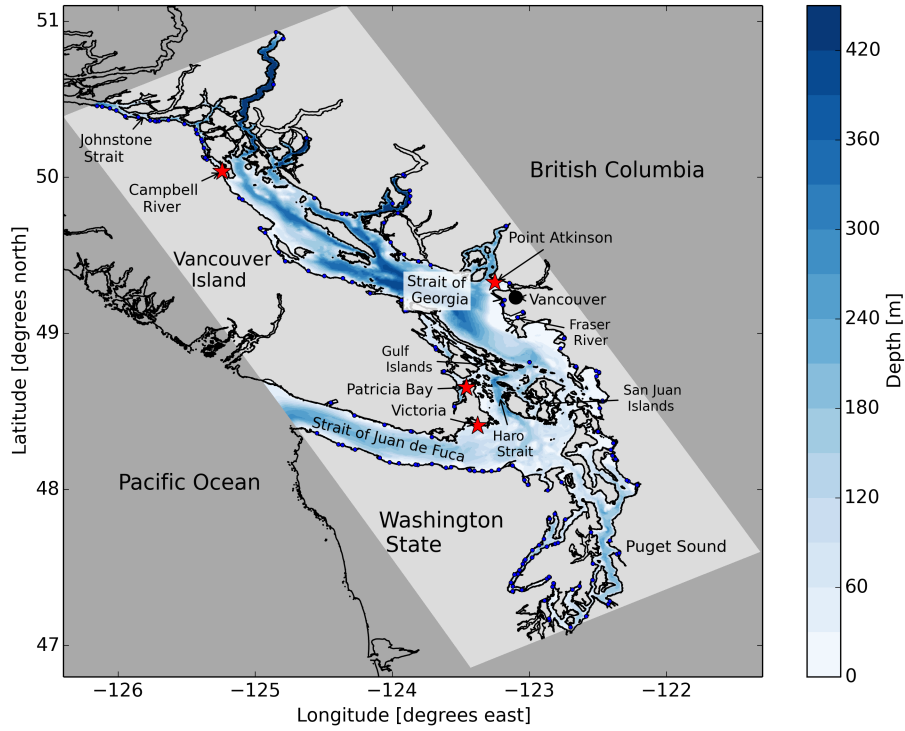 51
50
49
48
47
Latitude [degrees north]
−126
−125
−124
−123
−122
Longitude [degrees east]
Johnstone
Strait
Campbell
River
British Columbia
Point Atkinson
Vancouver
Island
Strait of
Georgia
Vancouver
Fraser
River
Gulf
Islands
Patricia Bay
Victoria
San Juan
Islands
Haro
Strait
Strait of Juan de Fuca
Pacific Ocean
Washington
State
Puget Sound
420
360
300
240
180
120
60
0
Depth [m]